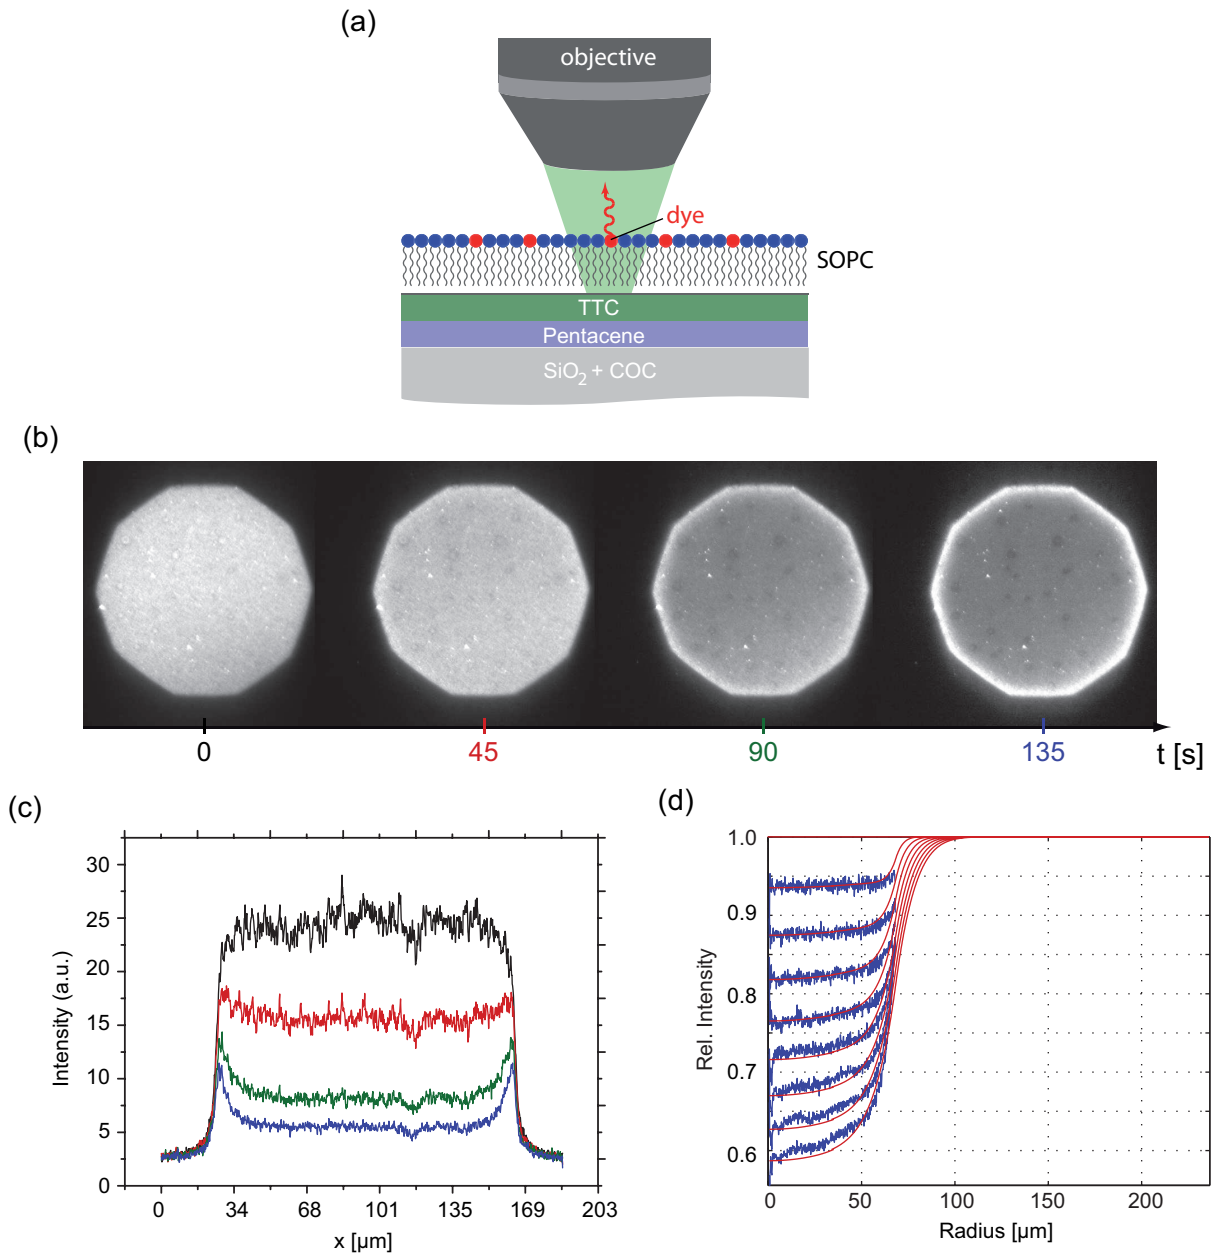 (a)
objective
dye
SOPC
TTC
Pentacene
SiO₂ + COC
(b)
0 45 90 135 t [s]
(c)
Intensity (a.u.)
30
25
20
15
10
5
0
0 34 68 101 135 169 203
x [µm]
(d)
Rel. Intensity
1.0
0.9
0.8
0.7
0.6
0 50 100 150 200
Radius [µm]